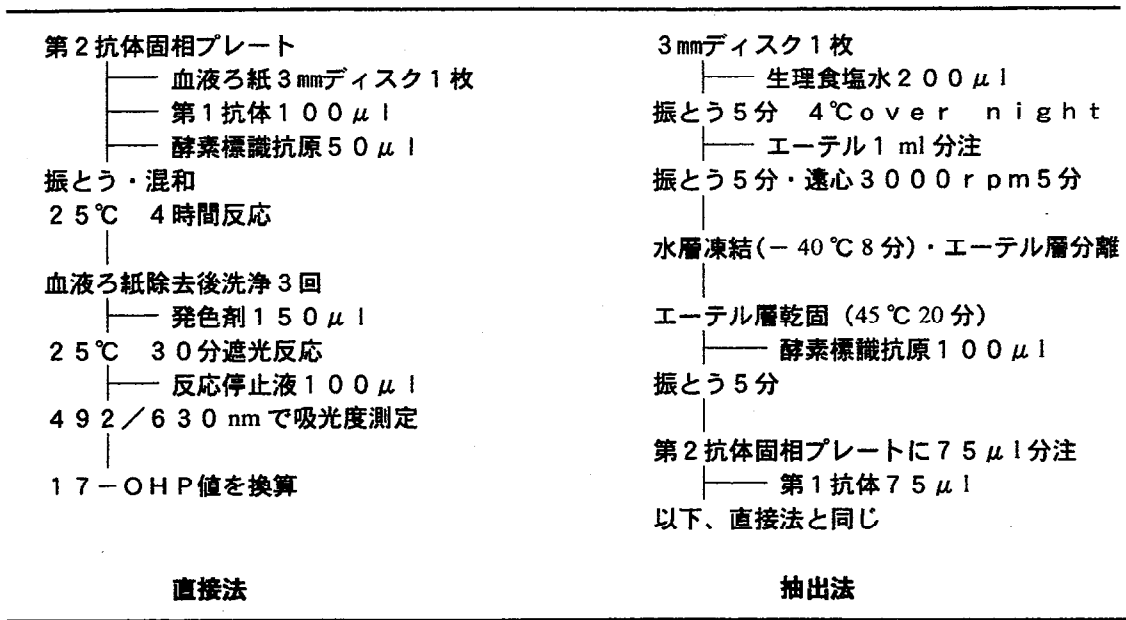 第2抗体固相プレート
血液ろ紙3mmディスク1枚
第1抗体100μl
酵素標識抗原50μl
振とう・混和
25℃ 4時間反応
血液ろ紙除去後洗浄3回
発色剤150μl
25℃ 30分遮光反応
反応停止液100μl
492/630nmで吸光度測定
17-OHP値を換算
直接法
3mmディスク1枚
生理食塩水200μl
振とう5分 4℃over night
エーテル1ml分注
振とう5分・遠心3000rpm5分
水層凍結(-40℃8分)・エーテル層分離
エーテル層乾固(45℃20分)
酵素標識抗原100μl
振とう5分
第2抗体固相プレートに75μl分注
第1抗体75μl
以下、直接法と同じ
抽出法